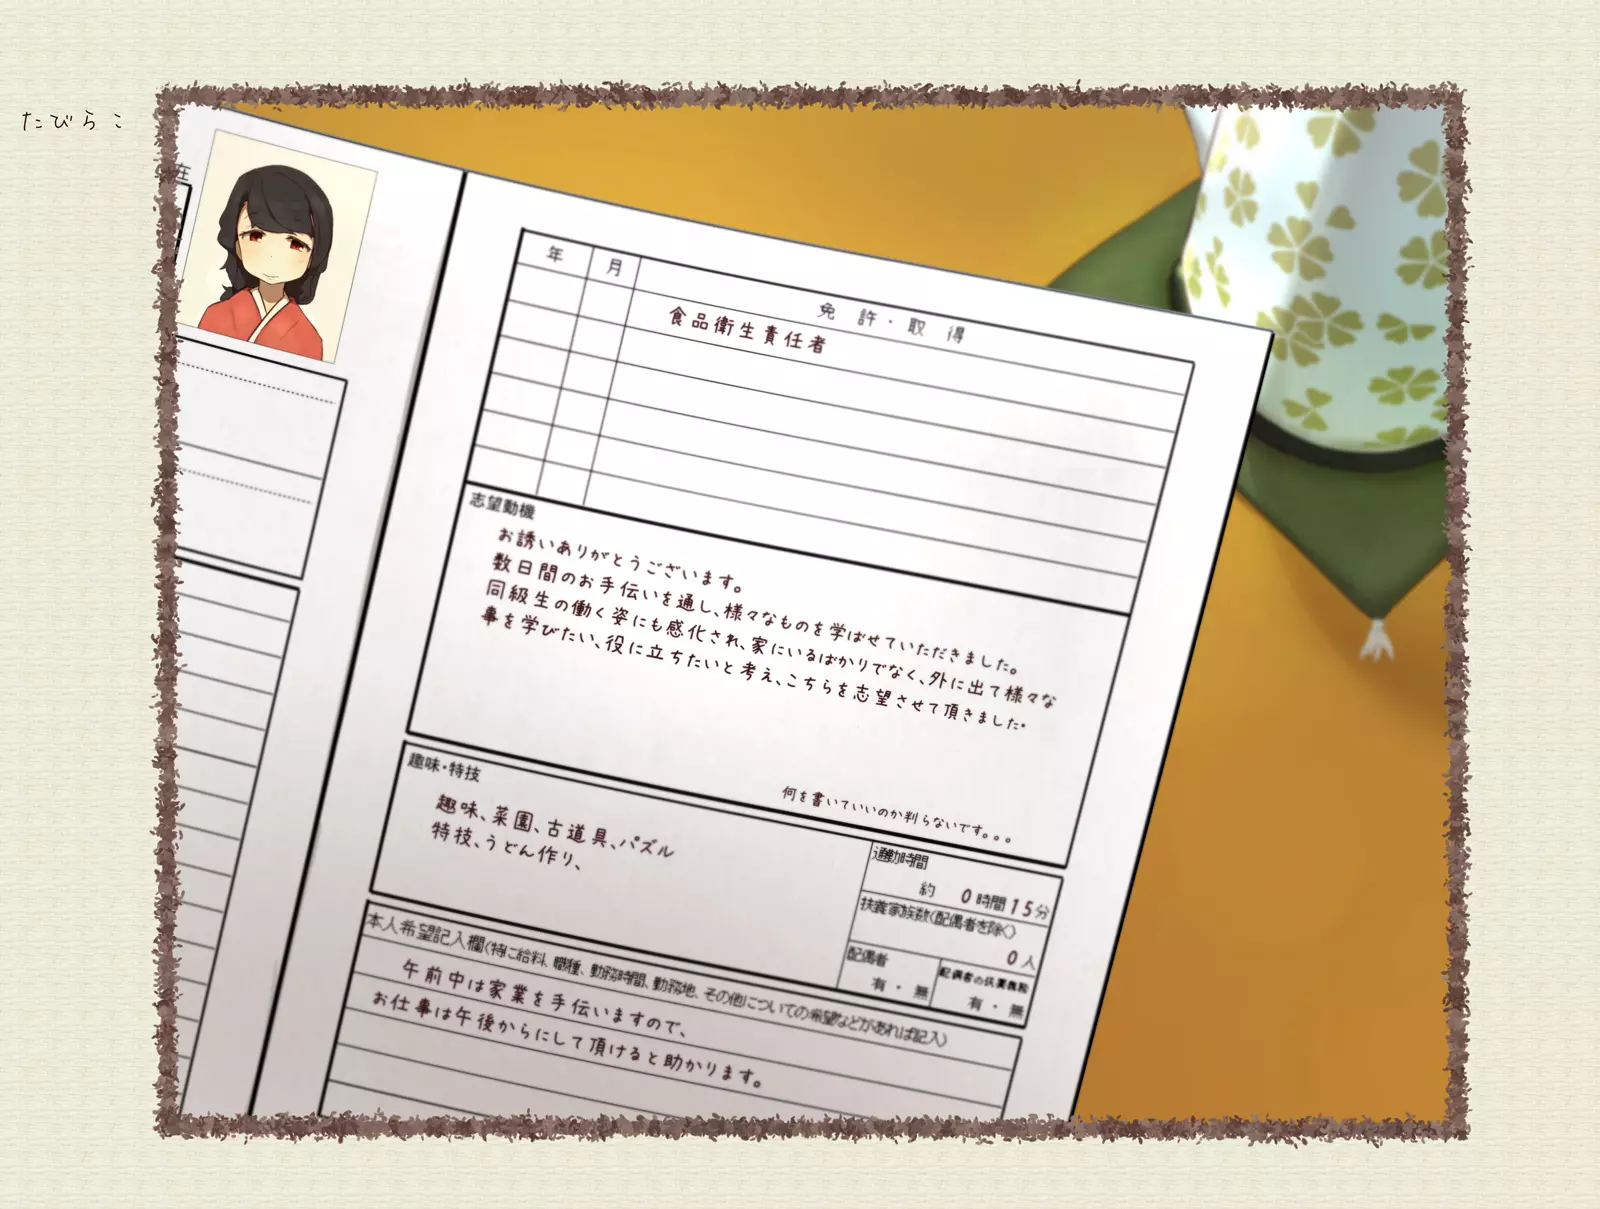 たびらこ
在
年
月
免許・取得
食品衛生責任者
志望動機
お誘いありがとうございます。
数日間のお手伝いを通し、様々なものを学ばせていただきました。
同級生の働く姿にも感化され、家にいるばかりでなく、外に出て様々な
事を学びたい、役に立ちたいと考え、こちらを志望させて頂きました。
何を書いていいのか判らないです。。。
趣味・特技
趣味、菜園、古道具、パズル
特技、うどん作り、
通勤時間
約 0時間15分
扶養家族数(配偶者を除く)
0人
配偶者
有・無
配偶者の扶養義務
有・無
本人希望記入欄(特に給料、職種、勤務時間、勤務地、その他についての希望などがあれば記入)
午前中は家業を手伝いますので、
お仕事は午後からにして頂けると助かります。